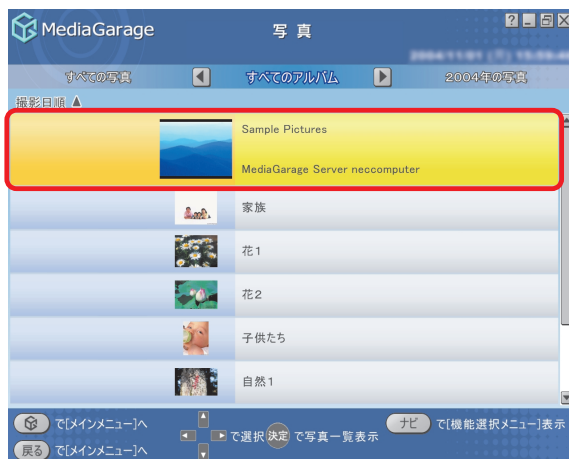 MediaGarage
写真
すべての写真
すべてのアルバム
2004年の写真
撮影日順 ▲
Sample Pictures
MediaGarage Server neccomputer
家族
花1
花2
子供たち
自然1
で[メインメニュー]へ
戻る で[メインメニュー]へ
で選択 決定 で写真一覧表示
ナビ で[機能選択メニュー]表示